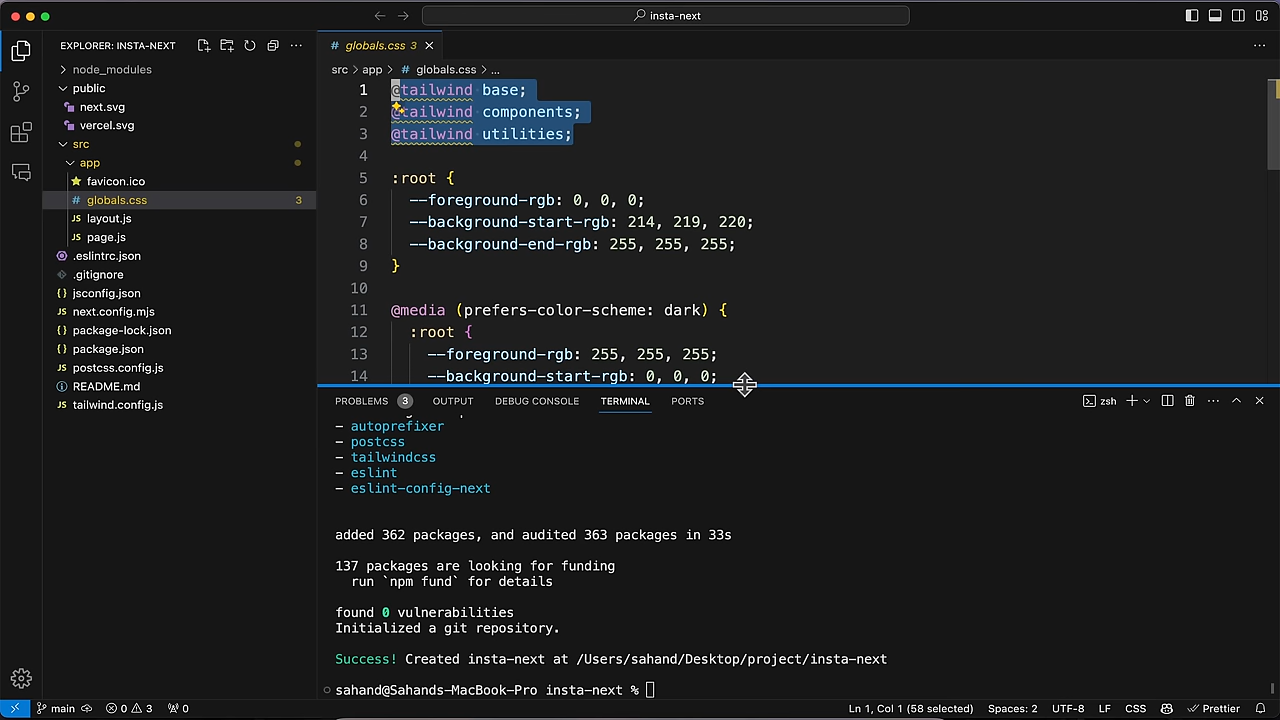 insta-next
EXPLORER: INSTA-NEXT
node_modules
public
next.svg
vercel.svg
src
app
favicon.ico
# globals.css 3
JS layout.js
JS page.js
.eslintrc.json
.gitignore
{} jsconfig.json
JS next.config.mjs
{} package-lock.json
{} package.json
JS postcss.config.js
README.md
JS tailwind.config.js
# globals.css 3
src > app > # globals.css > ...
1 @tailwind base;
2 @tailwind components;
3 @tailwind utilities;
4
5 :root {
6 --foreground-rgb: 0, 0, 0;
7 --background-start-rgb: 214, 219, 220;
8 --background-end-rgb: 255, 255, 255;
9 }
10
11 @media (prefers-color-scheme: dark) {
12 :root {
13 --foreground-rgb: 255, 255, 255;
14 --background-start-rgb: 0, 0, 0;
PROBLEMS 3 OUTPUT DEBUG CONSOLE TERMINAL PORTS
zsh
- autoprefixer
- postcss
- tailwindcss
- eslint
- eslint-config-next
added 362 packages, and audited 363 packages in 33s
137 packages are looking for funding
run `npm fund` for details
found 0 vulnerabilities
Initialized a git repository.
Success! Created insta-next at /Users/sahand/Desktop/project/insta-next
sahand@Sahands-MacBook-Pro insta-next %
main 0 3 0 Ln 1, Col 1 (58 selected) Spaces: 2 UTF-8 LF CSS Prettier